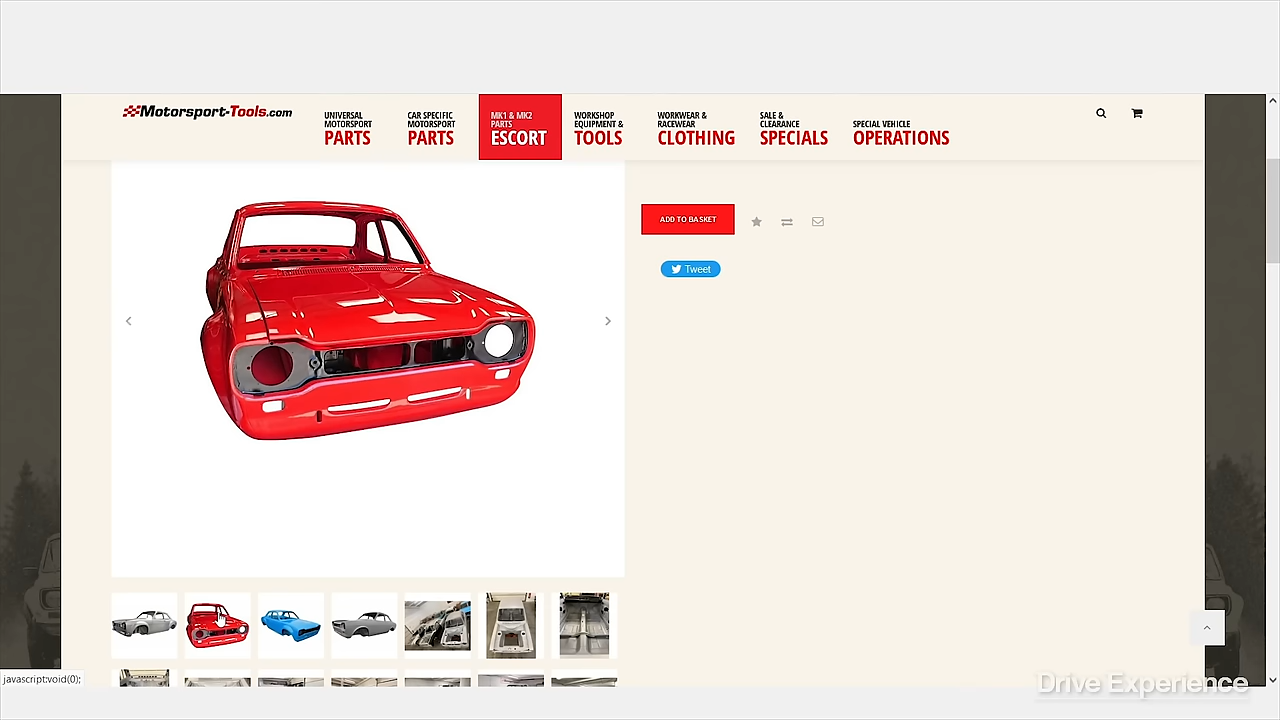 Motorsport-Tools.com
UNIVERSAL
MOTORSPORT
PARTS
CAR SPECIFIC
MOTORSPORT
PARTS
MK1 & MK2
PARTS
ESCORT
WORKSHOP
EQUIPMENT &
TOOLS
WORKWEAR &
RACEWEAR
CLOTHING
SALE &
CLEARANCE
SPECIALS
SPECIAL VEHICLE
OPERATIONS
ADD TO BASKET
Tweet
javascript:void(0);
Drive Experience